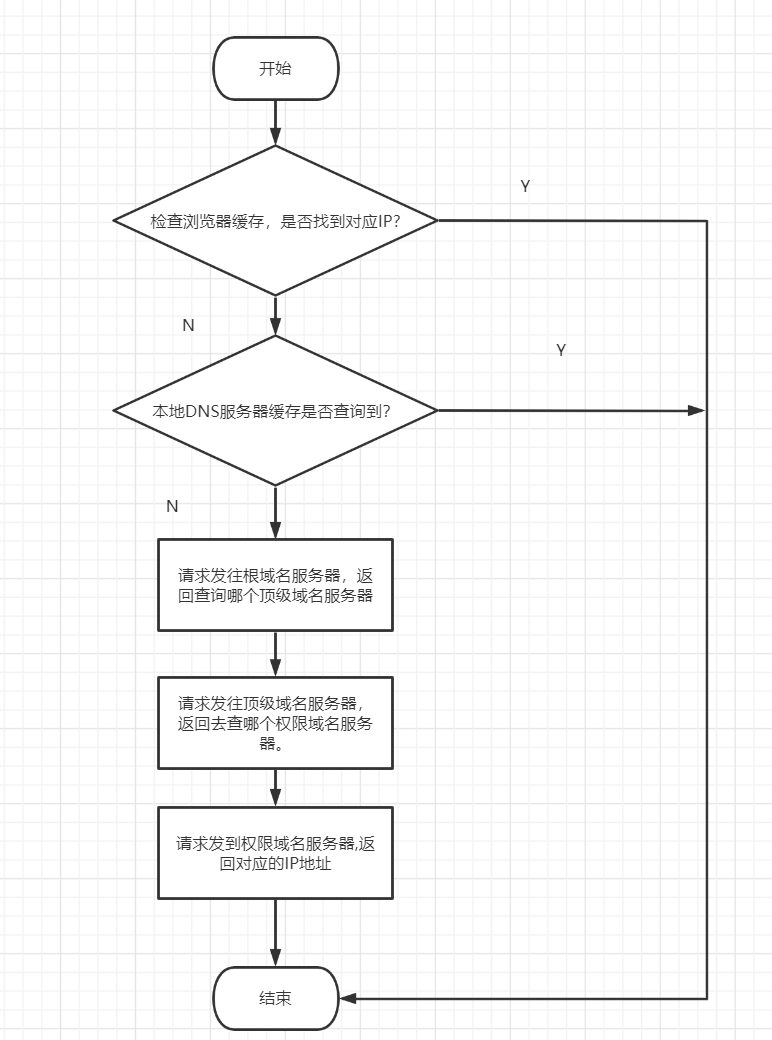 开始
Y
检查浏览器缓存，是否找到对应IP?
N
Y
本地DNS服务器缓存是否查询到?
N
请求发往根域名服务器，返
回查询哪个顶级域名服务器
请求发往顶级域名服务器，
返回去查哪个权限域名服务
器。
请求发到权限域名服务器,返
回对应的IP地址
结束